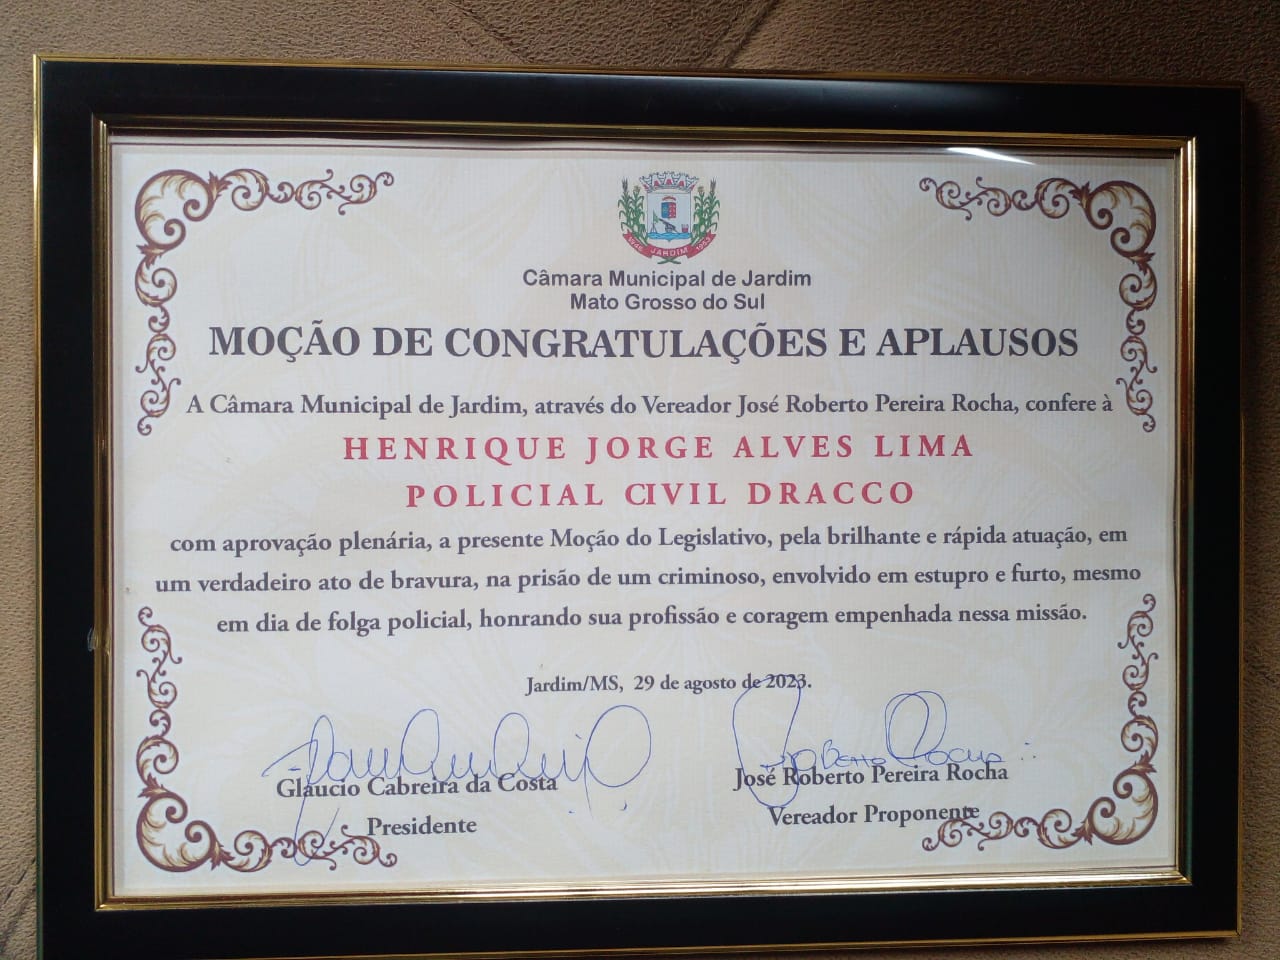 1946 JARDIM 1953
Câmara Municipal de Jardim
Mato Grosso do Sul
MOÇÃO DE CONGRATULAÇÕES E APLAUSOS
A Câmara Municipal de Jardim, através do Vereador José Roberto Pereira Rocha, confere à
HENRIQUE JORGE ALVES LIMA
POLICIAL CIVIL DRACCO
com aprovação plenária, a presente Moção do Legislativo, pela brilhante e rápida atuação, em
um verdadeiro ato de bravura, na prisão de um criminoso, envolvido em estupro e furto, mesmo
em dia de folga policial, honrando sua profissão e coragem empenhada nessa missão.
Jardim/MS, 29 de agosto de 2023.
Glaucio Cabreira da Costa
Presidente
José Roberto Pereira Rocha
Vereador Proponente